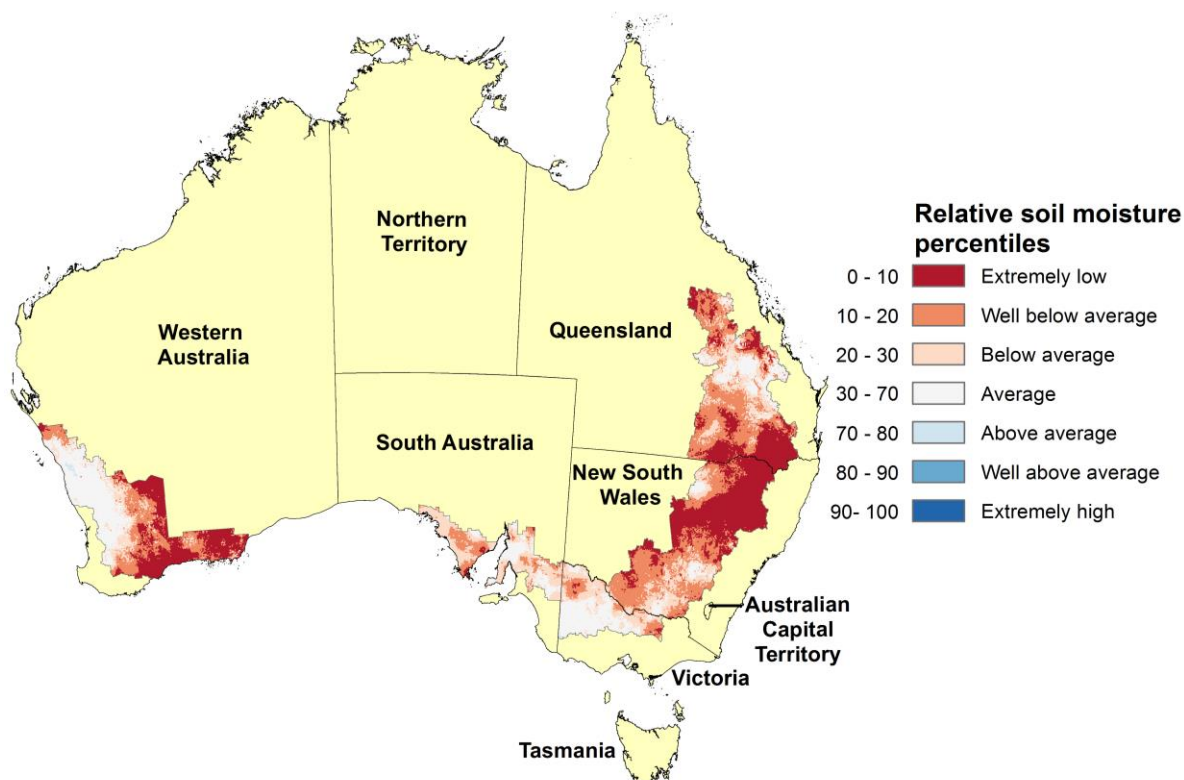 Northern
Territory
Western
Australia
Queensland
South Australia
New South
Wales
Australian
Capital
Territory
Victoria
Tasmania
Relative soil moisture
percentiles
0 - 10 Extremely low
10 - 20 Well below average
20 - 30 Below average
30 - 70 Average
70 - 80 Above average
80 - 90 Well above average
90- 100 Extremely high